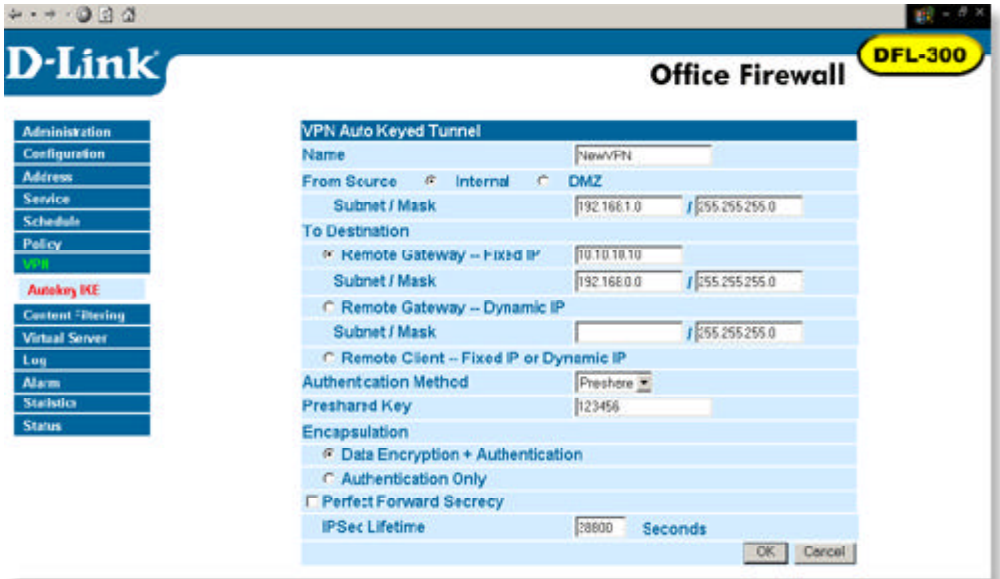 D-Link
DFL-300
Office Firewall
Administration
Configuration
Address
Service
Schedule
Policy
VPN
Autokey IKE
Content Filtering
Virtual Server
Log
Alarm
Statistics
Status
VPN Auto Keyed Tunnel
Name NewVPN
From Source Internal DMZ
Subnet / Mask 192.168.1.0 / 255.255.255.0
To Destination
Remote Gateway -- Fixed IP 10.10.10.10
Subnet / Mask 192.168.0.0 / 255.255.255.0
Remote Gateway -- Dynamic IP
Subnet / Mask / 255.255.255.0
Remote Client -- Fixed IP or Dynamic IP
Authentication Method Preshare
Preshared Key 123456
Encapsulation
Data Encryption + Authentication
Authentication Only
Perfect Forward Secrecy
IPSec Lifetime 28800 Seconds
OK Cancel